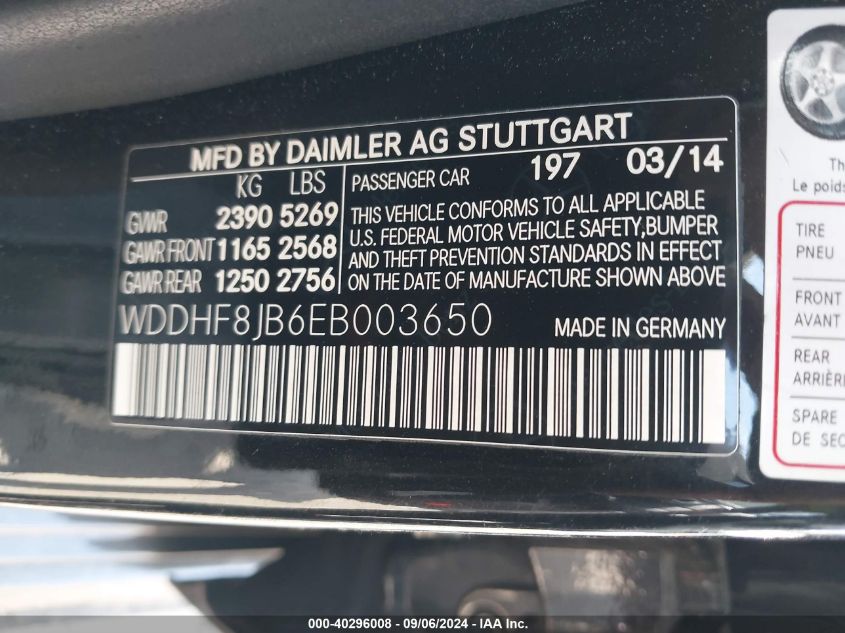 MFD BY DAIMLER AG STUTTGART
KG LBS
GVWR 2390 5269
GAWR FRONT 1165 2568
GAWR REAR 1250 2756
PASSENGER CAR 197 03/14
THIS VEHICLE CONFORMS TO ALL APPLICABLE
U.S. FEDERAL MOTOR VEHICLE SAFETY,BUMPER
AND THEFT PREVENTION STANDARDS IN EFFECT
ON THE DATE OF MANUFACTURE SHOWN ABOVE
WDDHF8JB6EB003650 MADE IN GERMANY
Le poids
TIRE
PNEU
FRONT
AVANT
REAR
ARRIÈRE
SPARE
DE
000-40296008 - 09/06/2024 - IAA Inc.